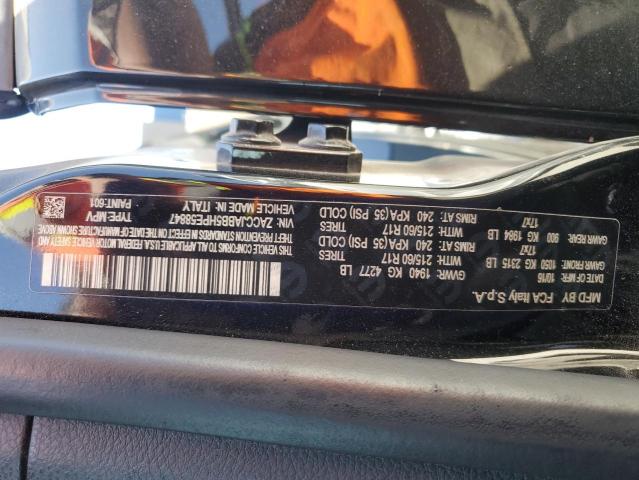 MFD BY FCA Italy S.p.A.
DATE OF MFR: 10/16 GVWR: 1940 KG 4277 LB
GAWR FRONT: 1050 KG 2315 LB WITH: 215/60 R17 TIRES
17x7 RIMS AT: 240 KPA(35 PSI) COLD
GAWR REAR: 900 KG 1984 LB WITH: 215/60 R17 TIRES
17x7 RIMS AT: 240 KPA(35 PSI) COLD
THIS VEHICLE CONFORMS TO ALL APPLICABLE U.S.A. FEDERAL MOTOR VEHICLE SAFETY AND
THEFT PREVENTION STANDARDS IN EFFECT ON THE DATE OF MANUFACTURE SHOWN ABOVE
VIN: ZACCJABB5HPE58847 TYPE: MPV
VEHICLE MADE IN: ITALY PAINT: 601